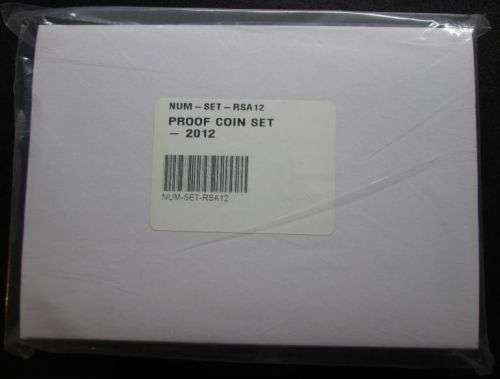 NUM – SET – RSA12
PROOF COIN SET
– 2012
NUM-SET-RSA12